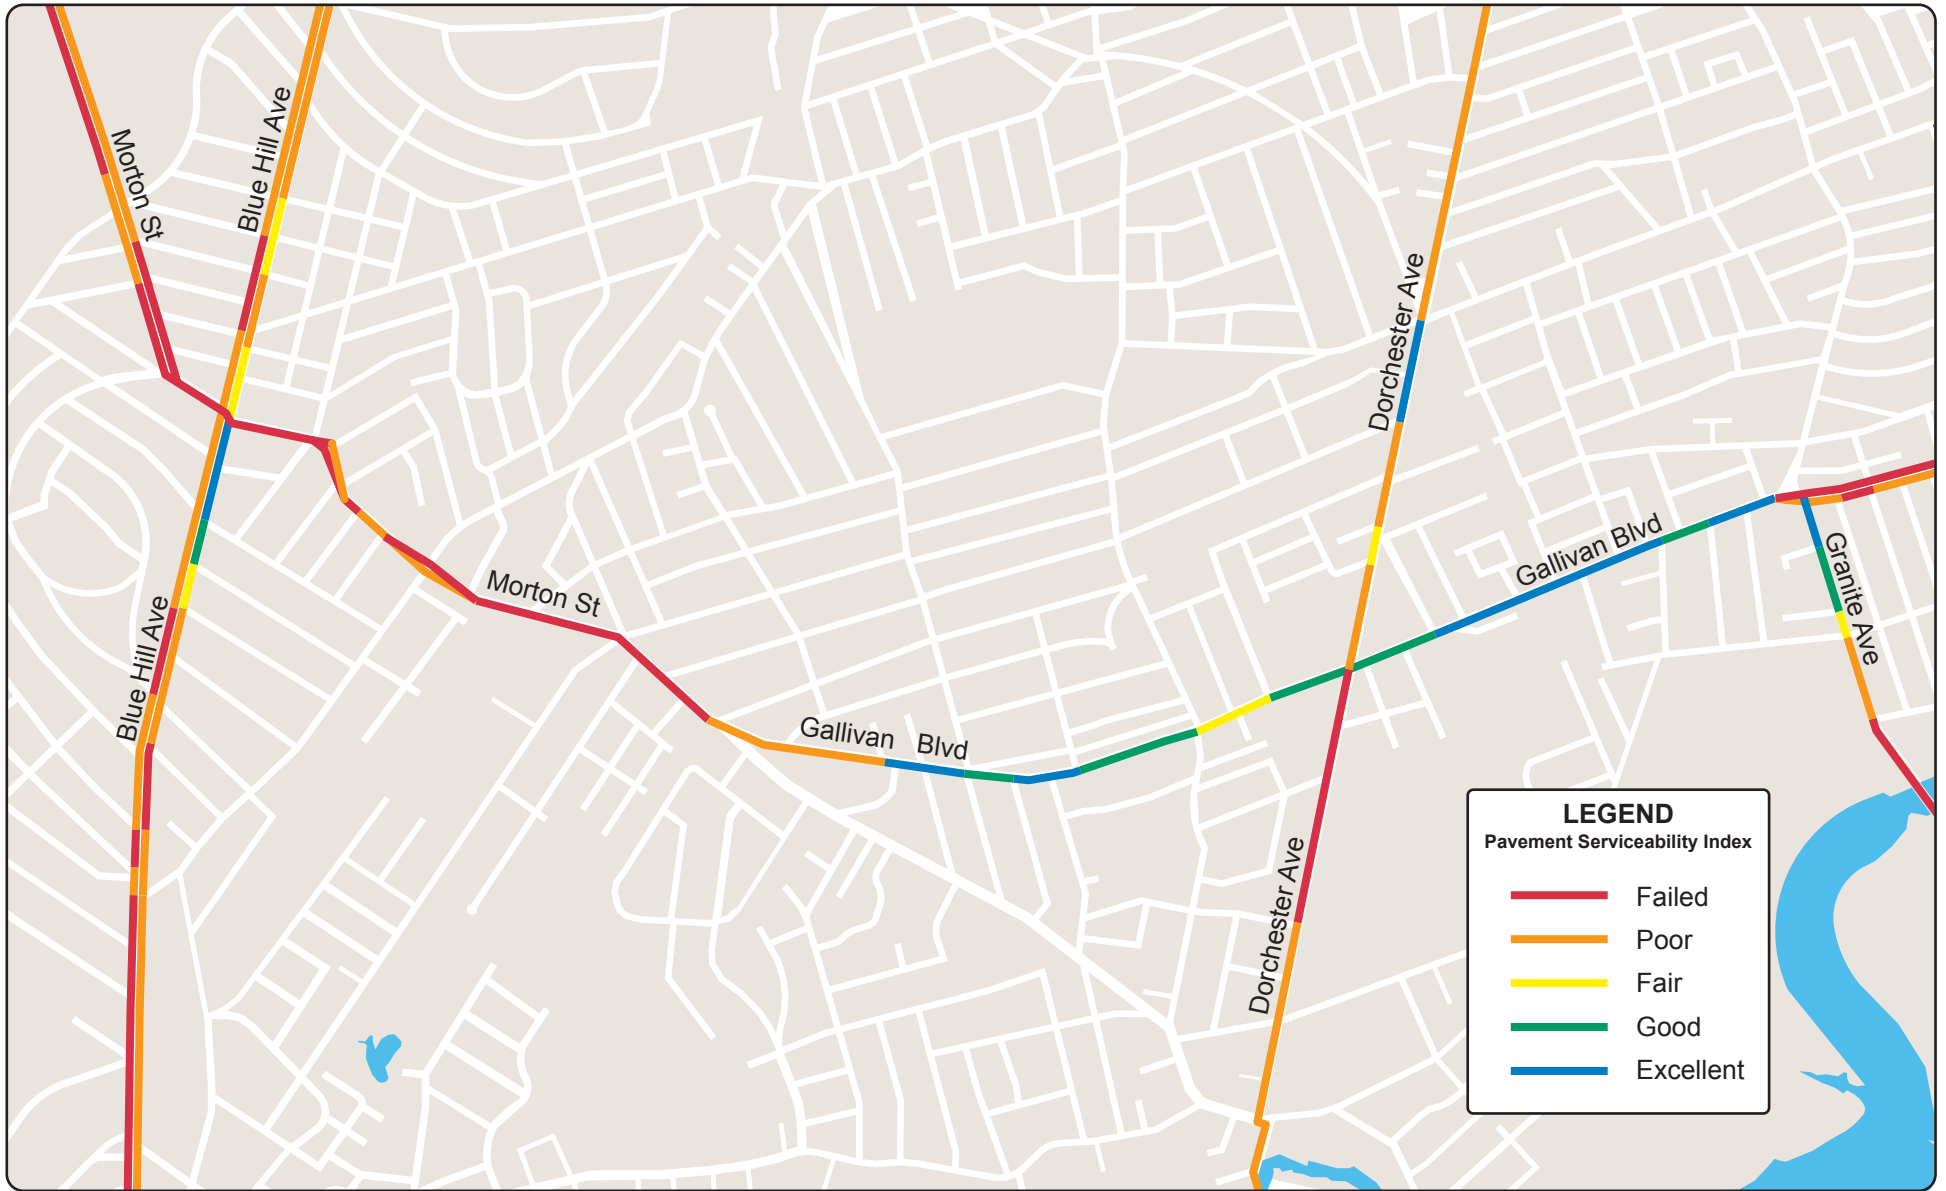 Morton St
Blue Hill Ave
Dorchester Ave
Gallivan Blvd
Granite Ave
Morton St
Blue Hill Ave
Gallivan Blvd
Dorchester Ave
LEGEND
Pavement Serviceability Index
Failed
Poor
Fair
Good
Excellent